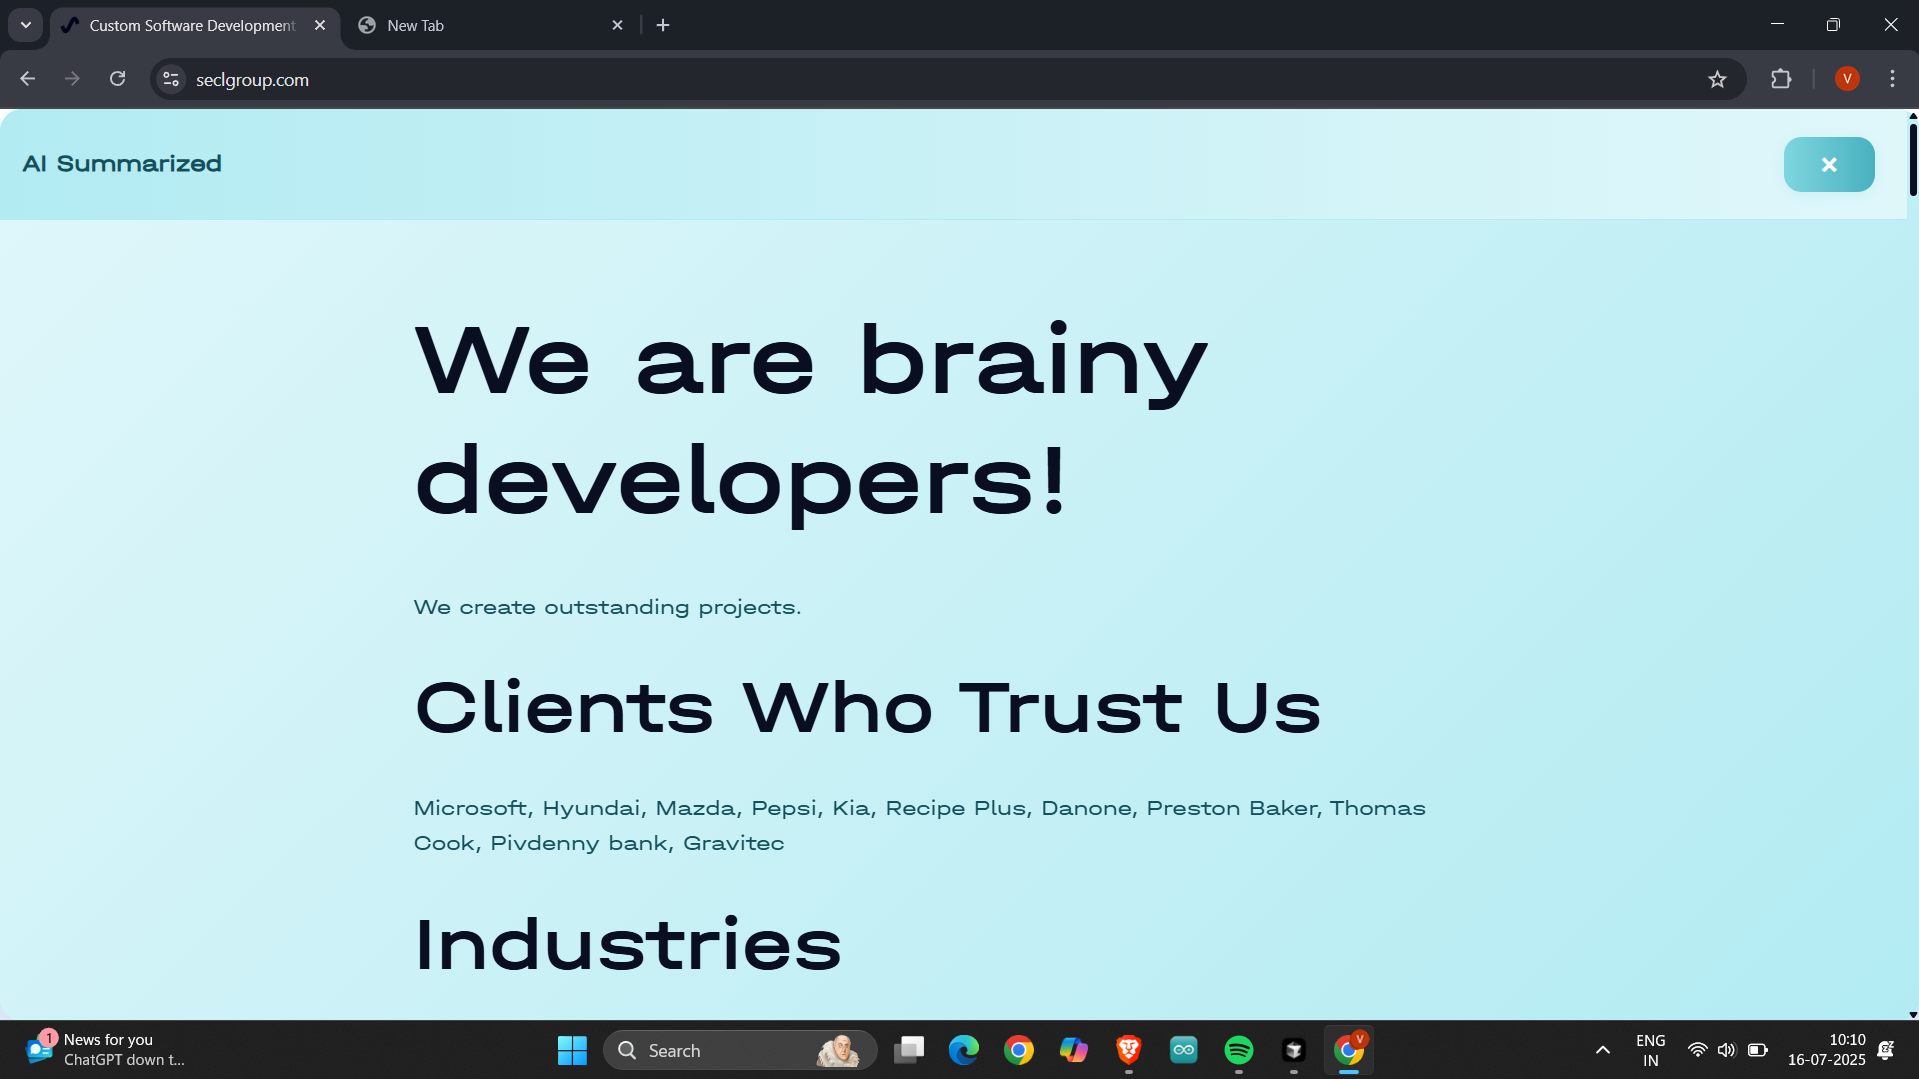 Custom Software Development
New Tab
seclgroup.com
V
AI Summarized
We are brainy
developers!
We create outstanding projects.
Clients Who Trust Us
Microsoft, Hyundai, Mazda, Pepsi, Kia, Recipe Plus, Danone, Preston Baker, Thomas
Cook, Pivdenny bank, Gravitec
Industries
1
News for you
ChatGPT down t...
Search
V
ENG
IN
10:10
16-07-2025